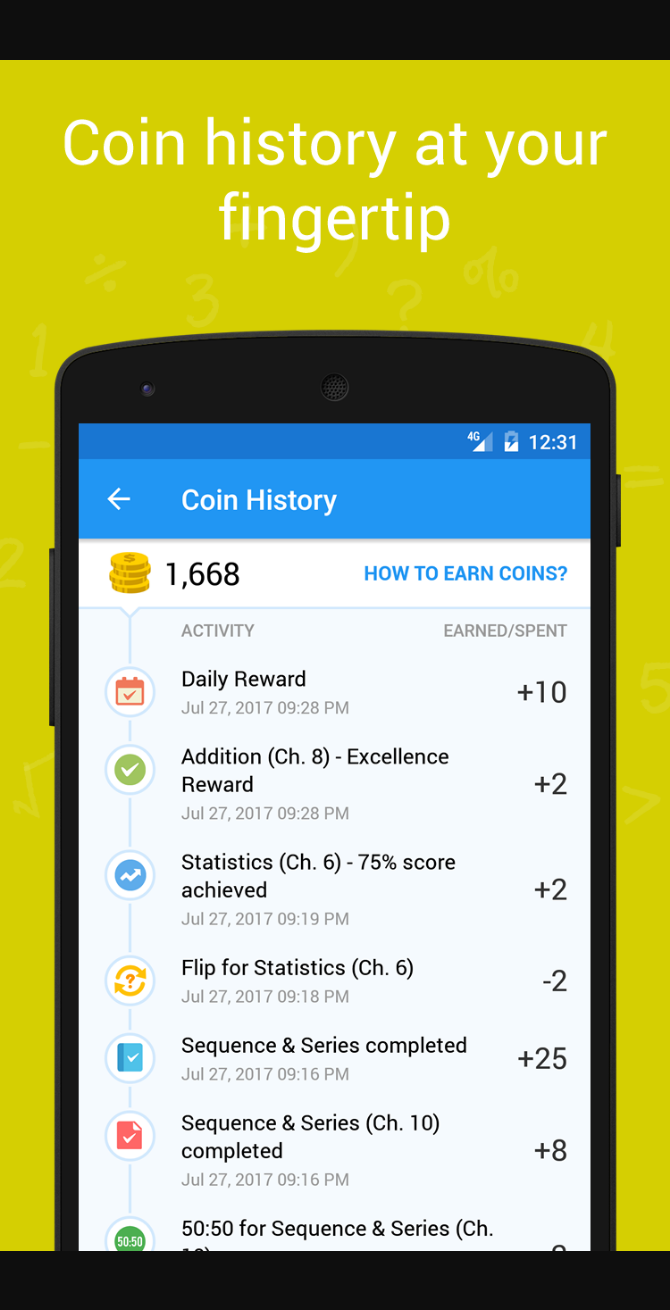 Coin history at your
fingertip
4G 12:31
Coin History
1,668 HOW TO EARN COINS?
ACTIVITY EARNED/SPENT
Daily Reward
+10
Jul 27, 2017 09:28 PM
Addition (Ch. 8) - Excellence
Reward
+2
Jul 27, 2017 09:28 PM
Statistics (Ch. 6) - 75% score
achieved
+2
Jul 27, 2017 09:19 PM
Flip for Statistics (Ch. 6)
-2
Jul 27, 2017 09:18 PM
Sequence & Series completed
+25
Jul 27, 2017 09:16 PM
Sequence & Series (Ch. 10)
completed
+8
Jul 27, 2017 09:16 PM
50:50 50:50 for Sequence & Series (Ch.